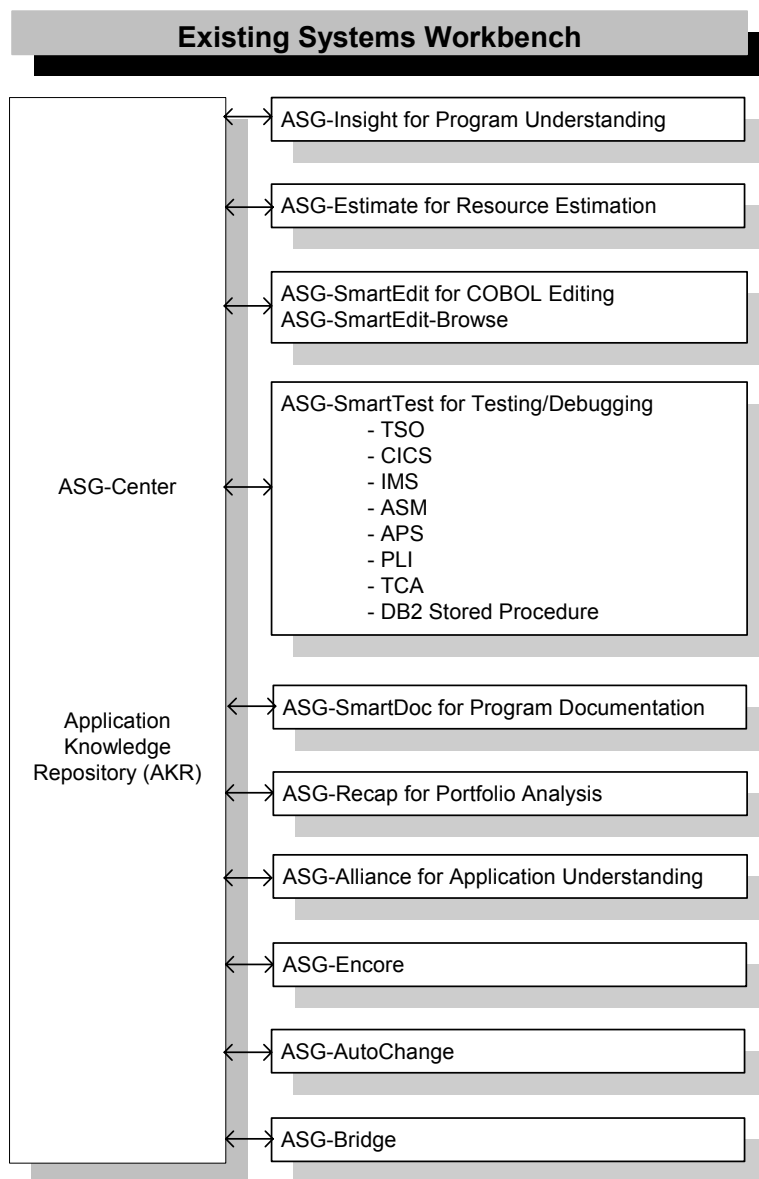 Existing Systems Workbench
ASG-Center
Application
Knowledge
Repository (AKR)
ASG-Insight for Program Understanding
ASG-Estimate for Resource Estimation
ASG-SmartEdit for COBOL Editing
ASG-SmartEdit-Browse
ASG-SmartTest for Testing/Debugging
- TSO
- CICS
- IMS
- ASM
- APS
- PLI
- TCA
- DB2 Stored Procedure
ASG-SmartDoc for Program Documentation
ASG-Recap for Portfolio Analysis
ASG-Alliance for Application Understanding
ASG-Encore
ASG-AutoChange
ASG-Bridge